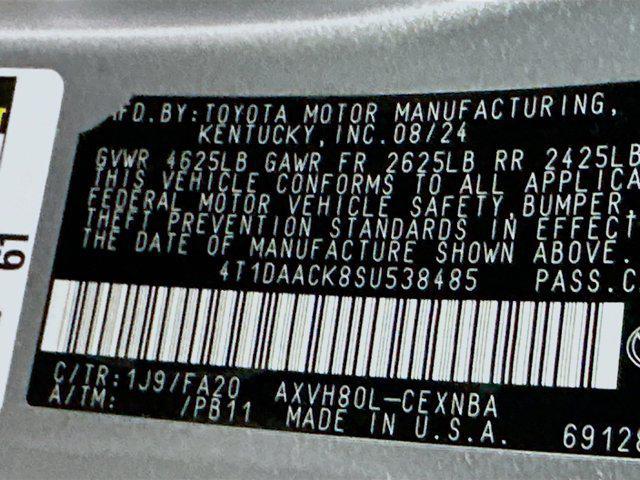 MFD. BY: TOYOTA MOTOR MANUFACTURING,
KENTUCKY, INC. 08/24
GVWR 4625LB GAWR FR 2625LB RR 2425LB
THIS VEHICLE CONFORMS TO ALL APPLICA
FEDERAL MOTOR VEHICLE SAFETY, BUMPER,
THEFT PREVENTION STANDARDS IN EFFECT
THE DATE OF MANUFACTURE SHOWN ABOVE.
4T1DAACK8SU538485 PASS.C
C/TR: 1J9/FA20 AXVH80L-CEXNBA
A/TM: /PB11 MADE IN U.S.A. 69128
61